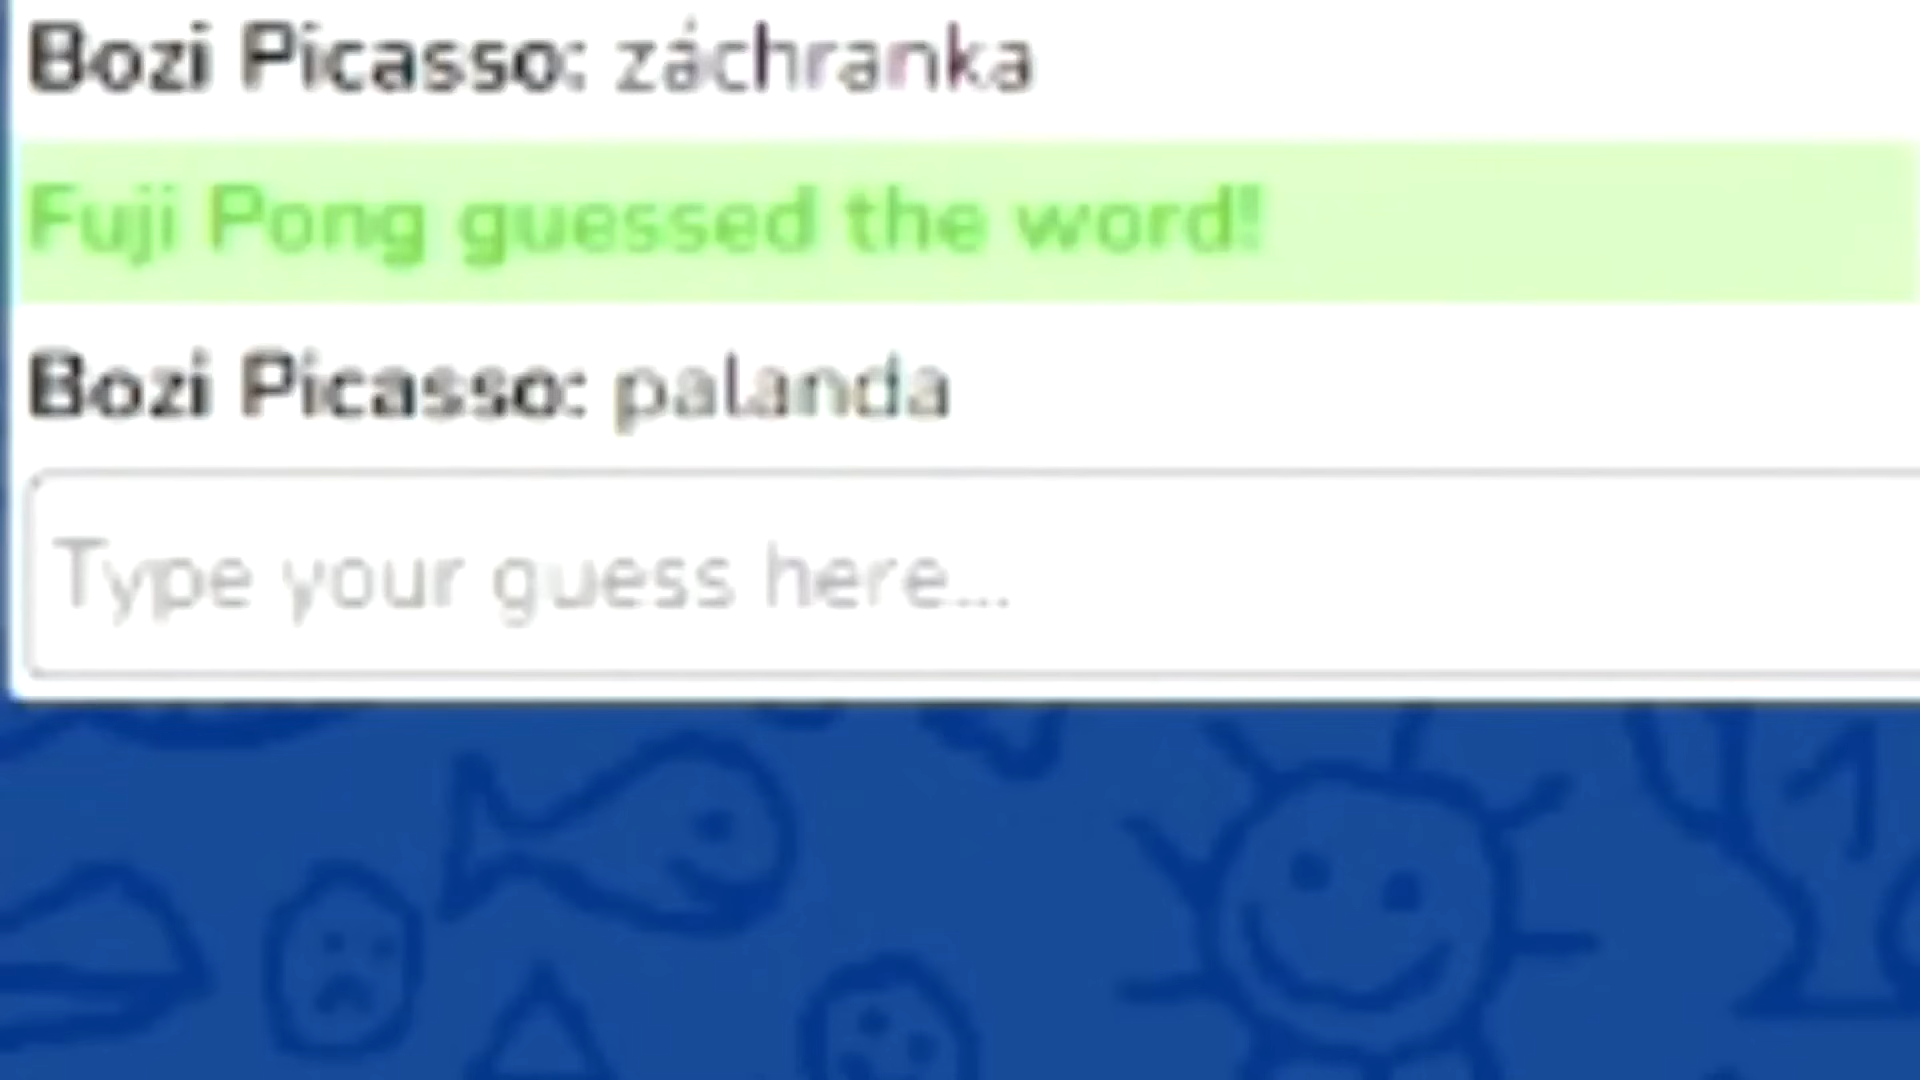 Bozi Picasso: záchranka
Fuji Pong guessed the word!
Bozi Picasso: palanda
Type your guess here...